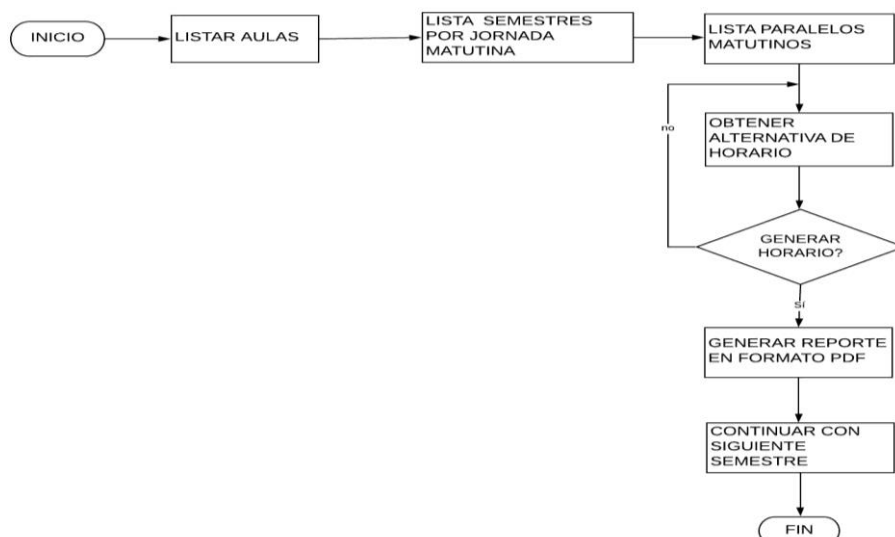 INICIO
LISTAR AULAS
LISTA SEMESTRES
POR JORNADA
MATUTINA
LISTA PARALELOS
MATUTINOS
no
OBTENER
ALTERNATIVA DE
HORARIO
GENERAR
HORARIO?
Sí
GENERAR REPORTE
EN FORMATO PDF
CONTINUAR CON
SIGUIENTE
SEMESTRE
FIN